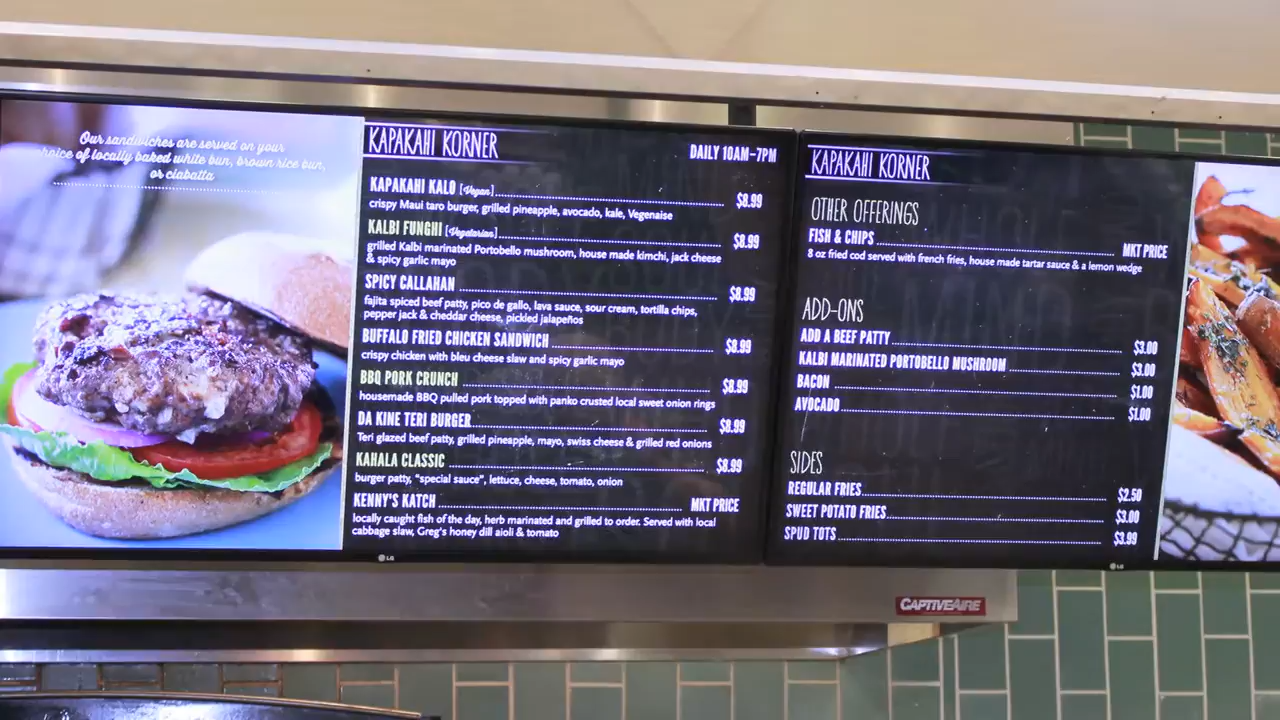 Our sandwiches are served on your
choice of locally baked white bun, brown rice bun,
or ciabatta
KAPAKAHI KORNER
DAILY 10AM-7PM
KAPAKAHI KALO [Vegan] $8.99
crispy Maui taro burger, grilled pineapple, avocado, kale, Vegenaise
KALBI FUNGHI [Vegetarian] $8.99
grilled Kalbi marinated Portobello mushroom, house made kimchi, jack cheese
& spicy garlic mayo
SPICY CALLAHAN $8.99
fajita spiced beef patty, pico de gallo, lava sauce, sour cream, tortilla chips,
pepper jack & cheddar cheese, pickled jalapeños
BUFFALO FRIED CHICKEN SANDWICH $8.99
crispy chicken with bleu cheese slaw and spicy garlic mayo
BBQ PORK CRUNCH $8.99
housemade BBQ pulled pork topped with panko crusted local sweet onion rings
DA KINE TERI BURGER $8.99
Teri glazed beef patty, grilled pineapple, mayo, swiss cheese & grilled red onions
KAHALA CLASSIC $8.99
burger patty, "special sauce", lettuce, cheese, tomato, onion
KENNY'S KATCH MKT PRICE
locally caught fish of the day, herb marinated and grilled to order. Served with local
cabbage slaw, Greg's honey dill aioli & tomato
LG
KAPAKAHI KORNER
OTHER OFFERINGS
FISH & CHIPS MKT PRICE
8 oz fried cod served with french fries, house made tartar sauce & a lemon wedge
ADD-ONS
ADD A BEEF PATTY $3.00
KALBI MARINATED PORTOBELLO MUSHROOM $3.00
BACON $1.00
AVOCADO $1.00
SIDES
REGULAR FRIES $2.50
SWEET POTATO FRIES $3.00
SPUD TOTS $3.99
LG
CAPTIVEAIRE